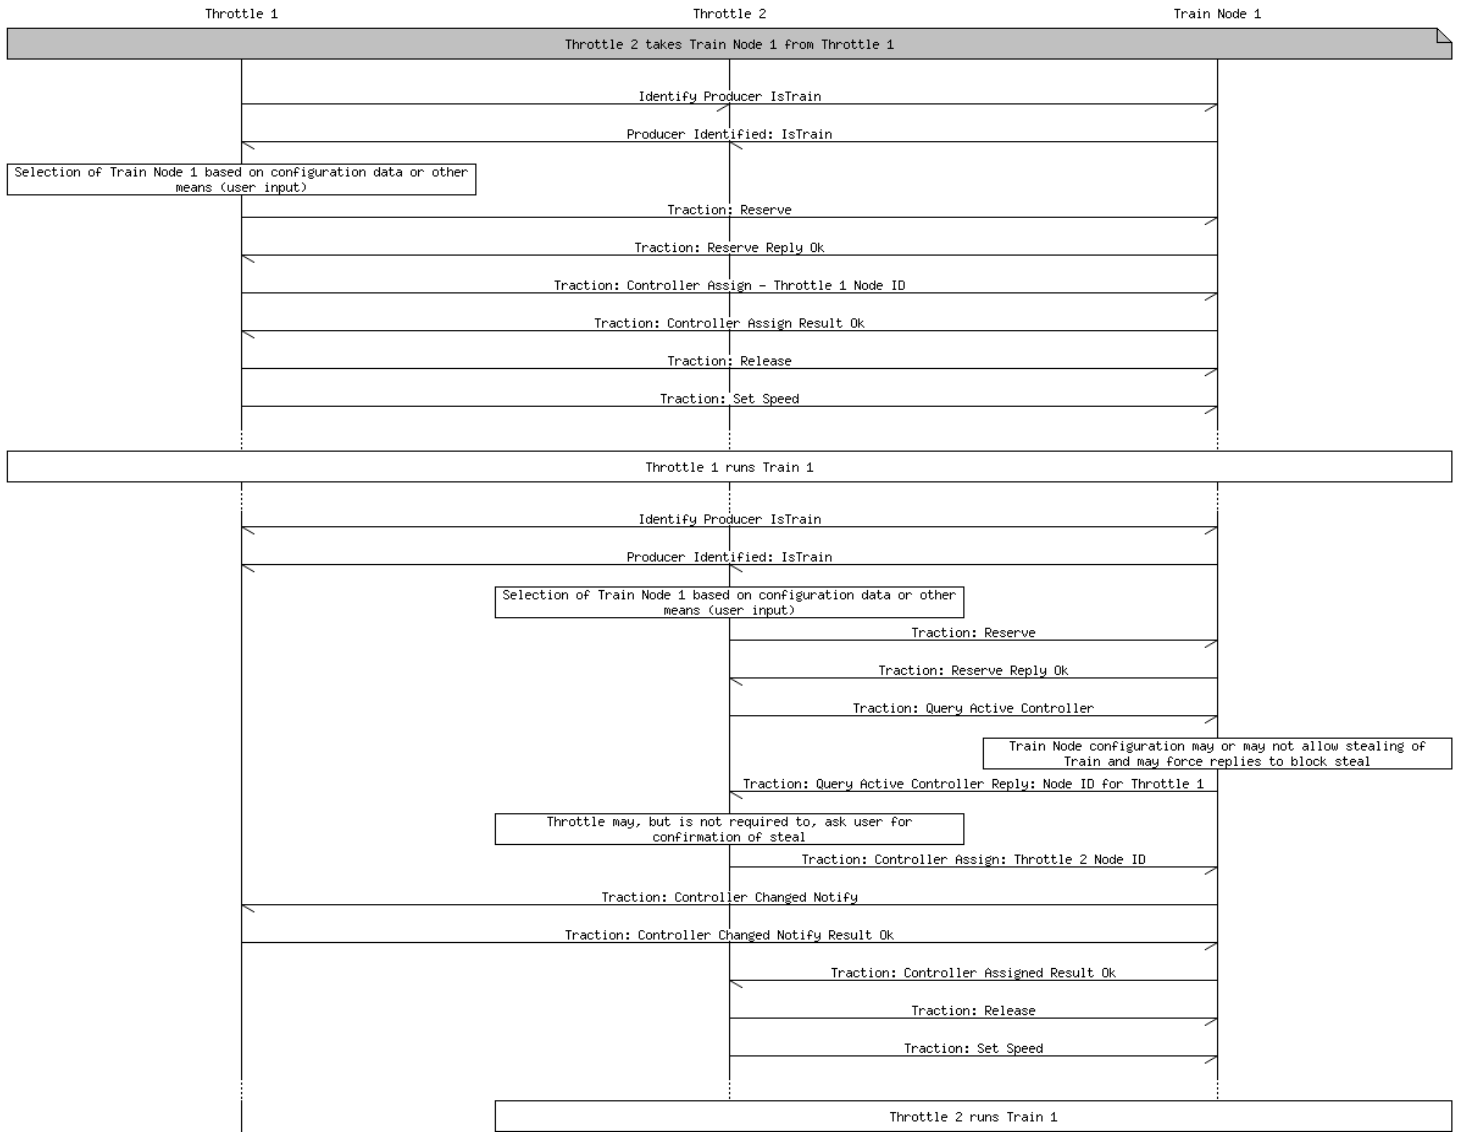 Throttle 1
Throttle 2
Train Node 1
Throttle 2 takes Train Node 1 from Throttle 1
Identify Producer IsTrain
Producer Identified: IsTrain
Selection of Train Node 1 based on configuration data or other
means (user input)
Traction: Reserve
Traction: Reserve Reply Ok
Traction: Controller Assign - Throttle 1 Node ID
Traction: Controller Assign Result Ok
Traction: Release
Traction: Set Speed
Throttle 1 runs Train 1
Identify Producer IsTrain
Producer Identified: IsTrain
Selection of Train Node 1 based on configuration data or other
means (user input)
Traction: Reserve
Traction: Reserve Reply Ok
Traction: Query Active Controller
Train Node configuration may or may not allow stealing of
Train and may force replies to block steal
Traction: Query Active Controller Reply: Node ID for Throttle 1
Throttle may, but is not required to, ask user for
confirmation of steal
Traction: Controller Assign: Throttle 2 Node ID
Traction: Controller Changed Notify
Traction: Controller Changed Notify Result Ok
Traction: Controller Assigned Result Ok
Traction: Release
Traction: Set Speed
Throttle 2 runs Train 1